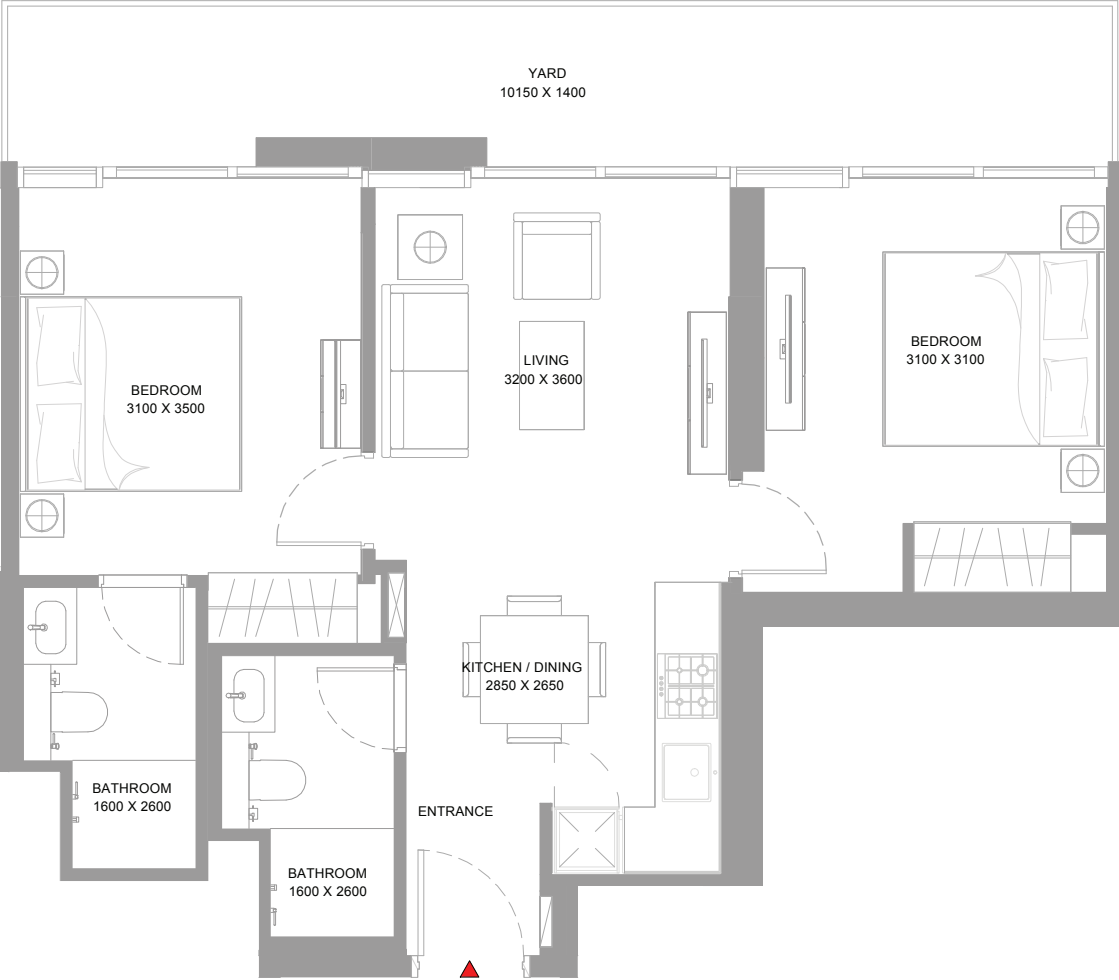 YARD
10150 X 1400
LIVING
3200 X 3600
BEDROOM
3100 X 3100
BEDROOM
3100 X 3500
KITCHEN / DINING
2850 X 2650
BATHROOM
1600 X 2600
ENTRANCE
BATHROOM
1600 X 2600